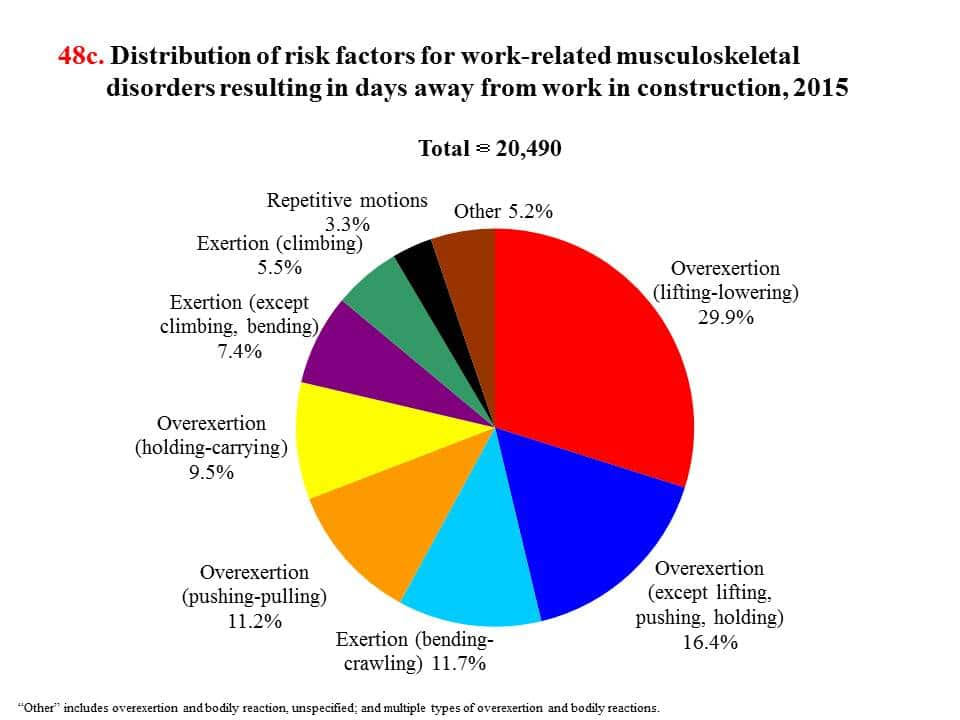 48c. Distribution of risk factors for work-related musculoskeletal
disorders resulting in days away from work in construction, 2015
Total = 20,490
Repetitive motions
3.3%
Other 5.2%
Exertion (climbing)
5.5%
Overexertion
(lifting-lowering)
29.9%
Exertion (except
climbing, bending)
7.4%
Overexertion
(holding-carrying)
9.5%
Overexertion
(pushing-pulling)
11.2%
Overexertion
(except lifting,
pushing, holding)
16.4%
Exertion (bending-
crawling) 11.7%
“Other” includes overexertion and bodily reaction, unspecified; and multiple types of overexertion and bodily reactions.